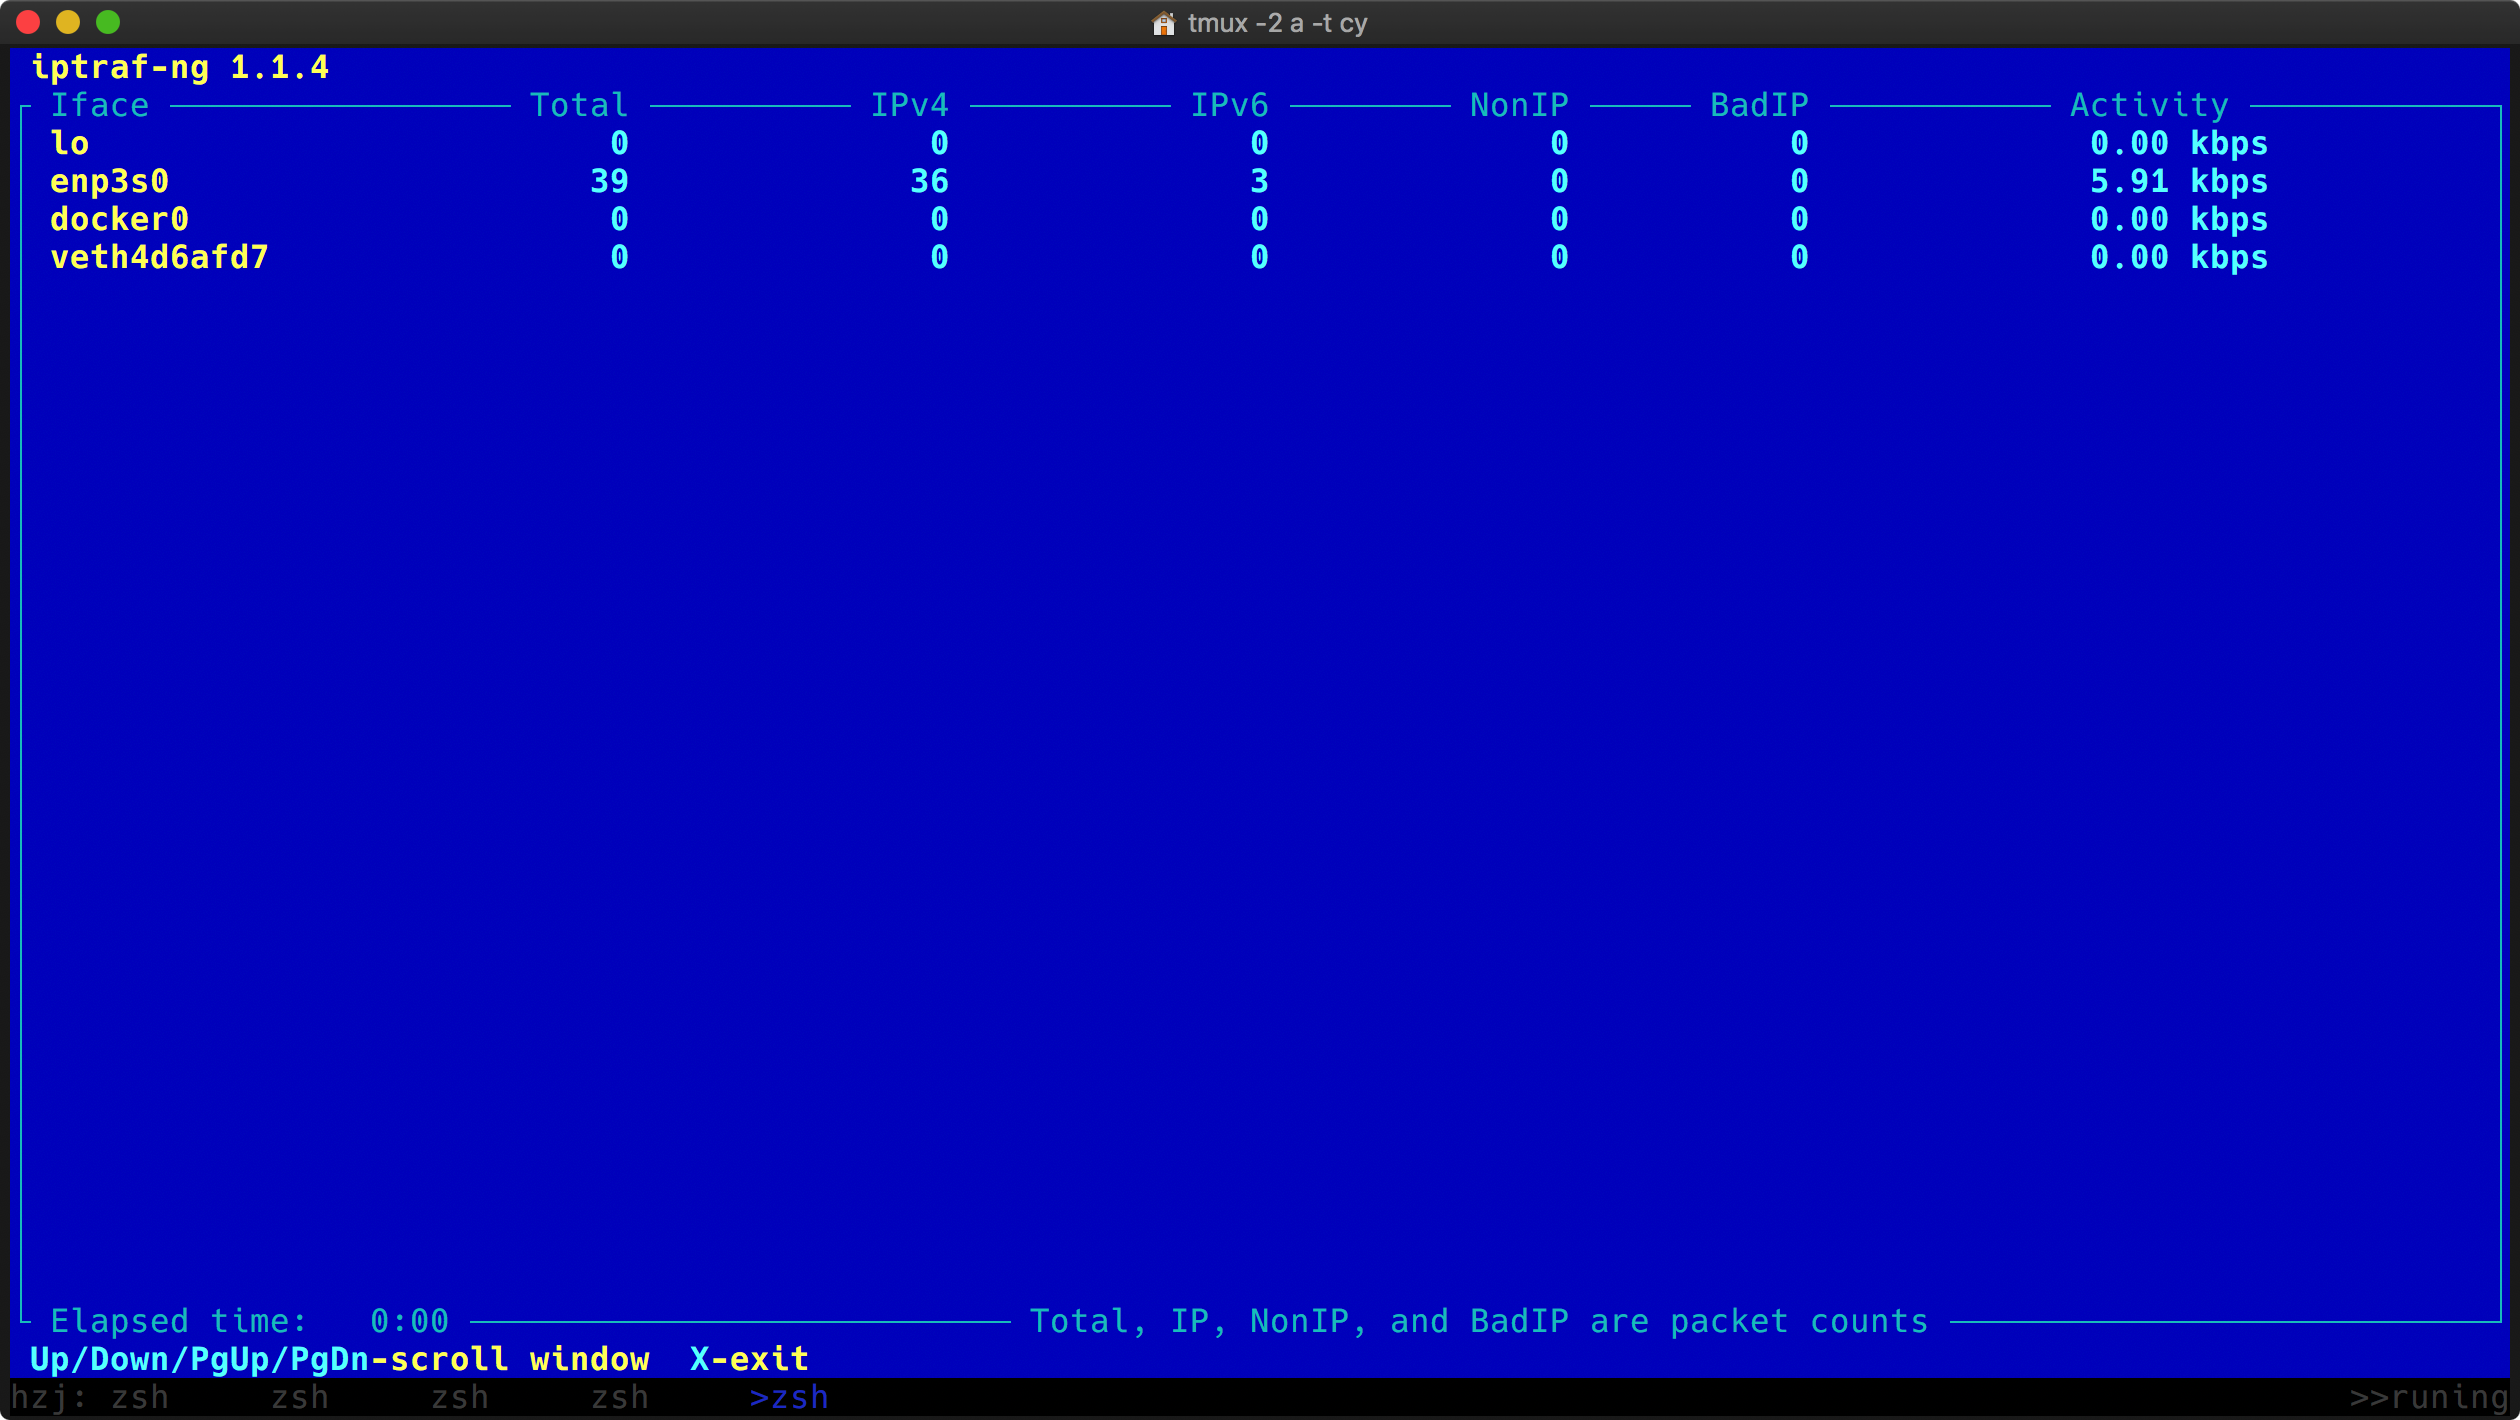 tmux -2 a -t cy
iptraf-ng 1.1.4
Iface Total IPv4 IPv6 NonIP BadIP Activity
lo 0 0 0 0 0 0.00 kbps
enp3s0 39 36 3 0 0 5.91 kbps
docker0 0 0 0 0 0 0.00 kbps
veth4d6afd7 0 0 0 0 0 0.00 kbps
Elapsed time: 0:00 Total, IP, NonIP, and BadIP are packet counts
Up/Down/PgUp/PgDn-scroll window X-exit
hzj: zsh zsh zsh zsh >zsh >>runing